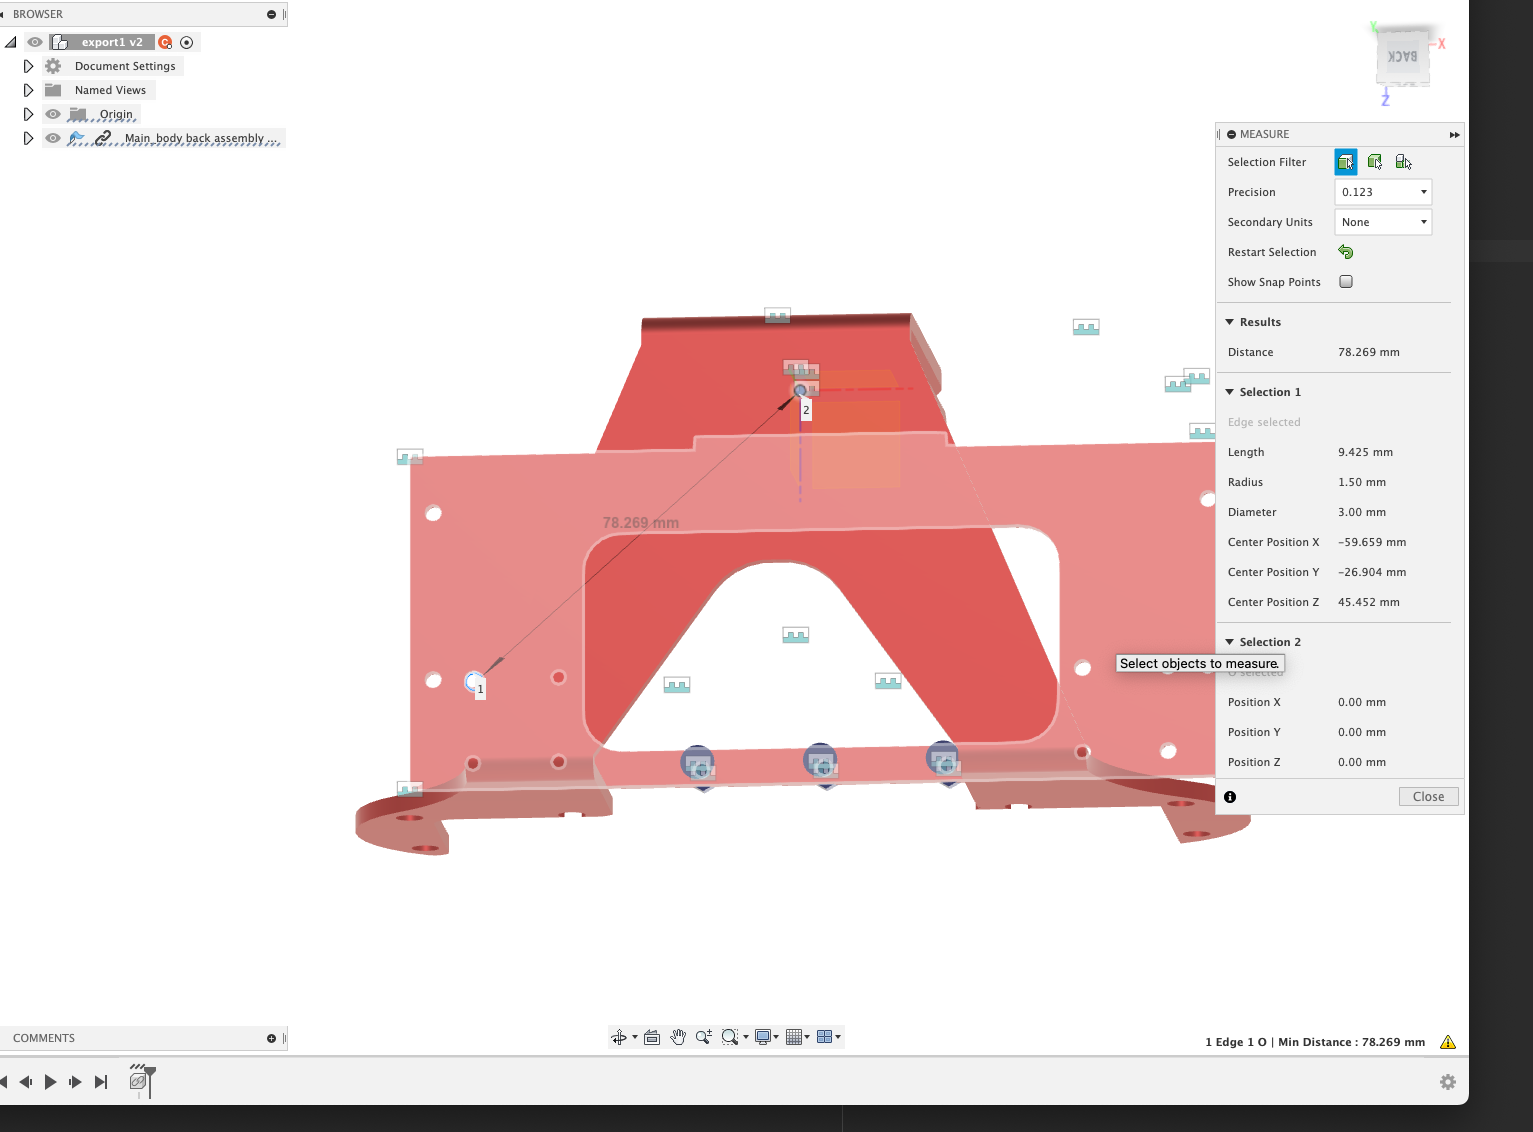 BROWSER
export1 v2
Document Settings
Named Views
Origin
Main_body back assembly ...
Y
X
BACK
Z
MEASURE
Selection Filter
Precision 0.123
Secondary Units None
Restart Selection
Show Snap Points
Results
Distance 78.269 mm
Selection 1
Edge selected
Length 9.425 mm
Radius 1.50 mm
Diameter 3.00 mm
Center Position X -59.659 mm
Center Position Y -26.904 mm
Center Position Z 45.452 mm
Selection 2
Select objects to measure.
O selected
Position X 0.00 mm
Position Y 0.00 mm
Position Z 0.00 mm
Close
2
78.269 mm
1
COMMENTS
1 Edge 1 O | Min Distance : 78.269 mm